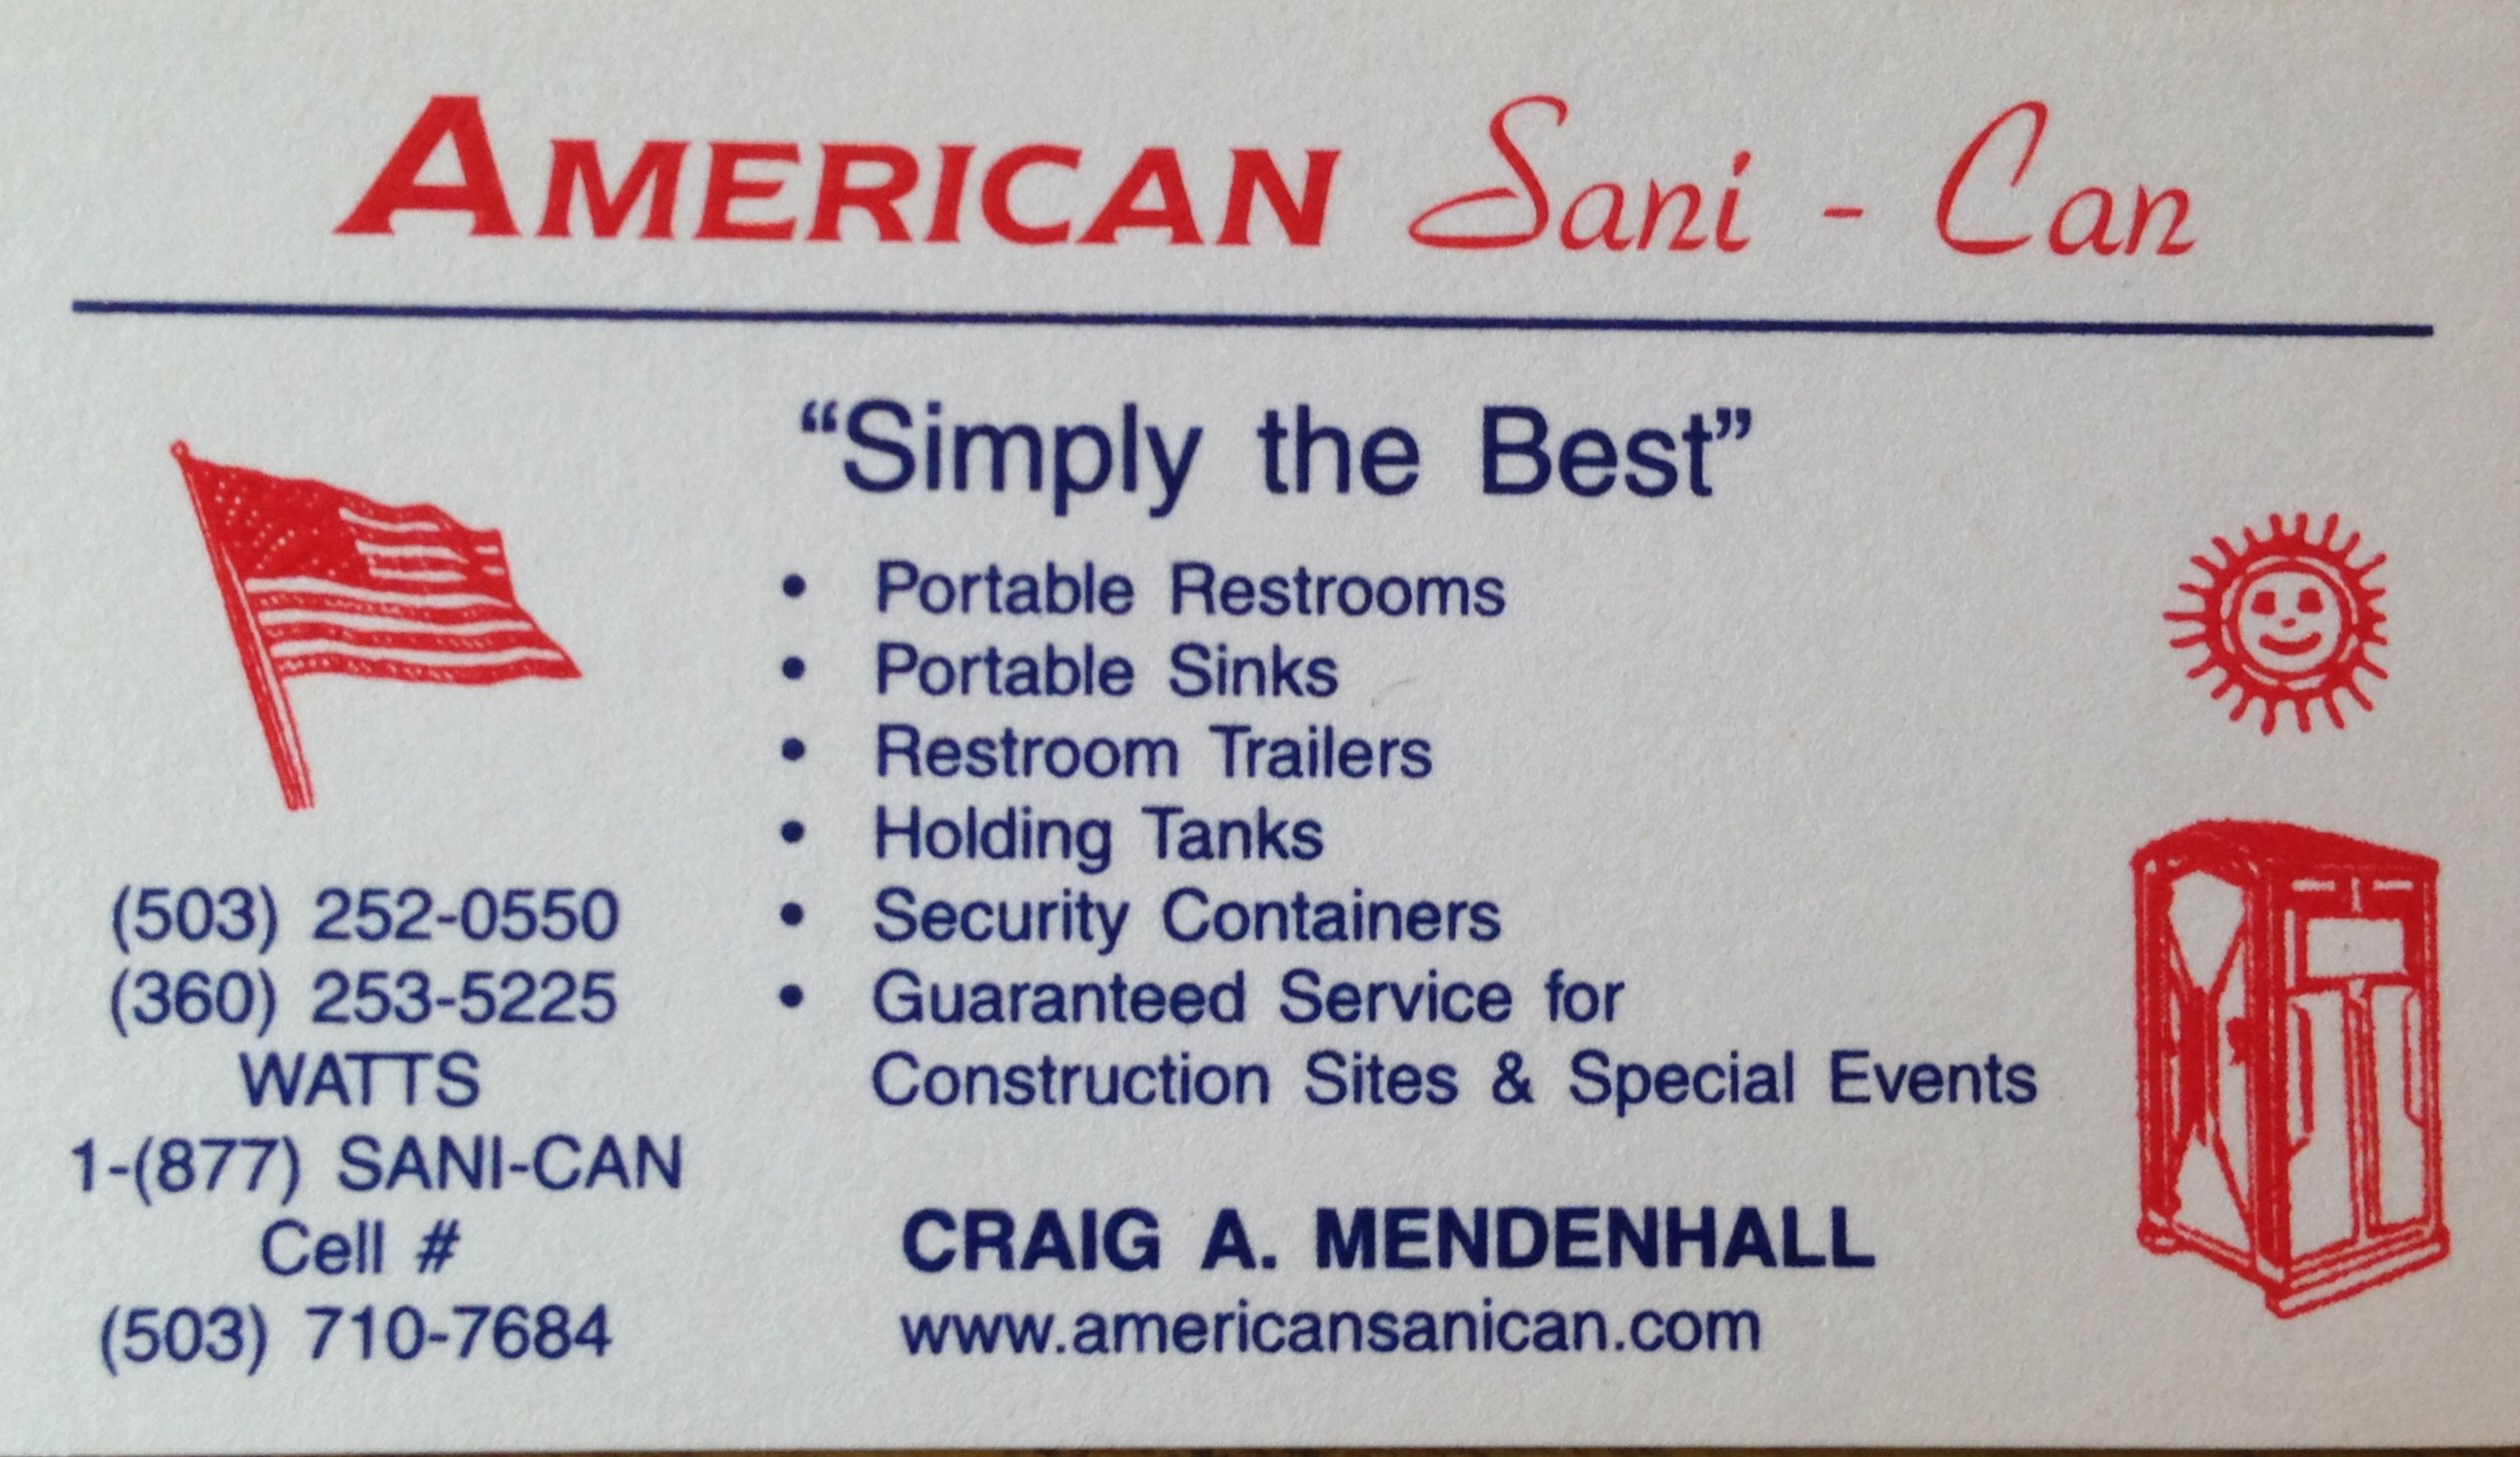 AMERICAN Sani - Can
“Simply the Best”
• Portable Restrooms
• Portable Sinks
• Restroom Trailers
• Holding Tanks
• Security Containers
• Guaranteed Service for
Construction Sites & Special Events
(503) 252-0550
(360) 253-5225
WATTS
1-(877) SANI-CAN
Cell #
(503) 710-7684
CRAIG A. MENDENHALL
www.americansanican.com